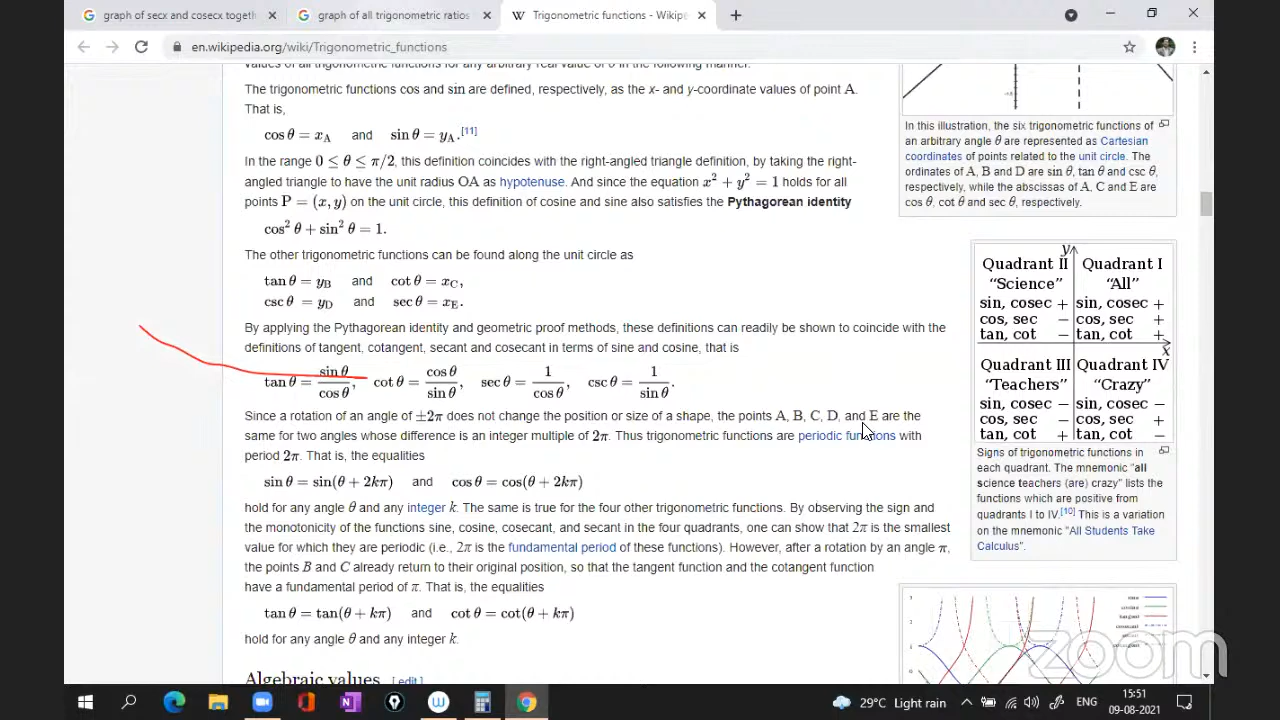 graph of secx and cosecx togeth
graph of all trigonometric ratios
Trigonometric functions - Wikipe
en.wikipedia.org/wiki/Trigonometric_functions
values of all trigonometric functions for any arbitrary real value of θ in the following manner.
The trigonometric functions cos and sin are defined, respectively, as the x- and y-coordinate values of point A.
That is,
cos θ = x_A and sin θ = y_A.[11]
In the range 0 ≤ θ ≤ π/2, this definition coincides with the right-angled triangle definition, by taking the right-
angled triangle to have the unit radius OA as hypotenuse. And since the equation x² + y² = 1 holds for all
points P = (x, y) on the unit circle, this definition of cosine and sine also satisfies the Pythagorean identity
cos² θ + sin² θ = 1.
The other trigonometric functions can be found along the unit circle as
tan θ = y_B and cot θ = x_C,
csc θ = y_D and sec θ = x_E.
By applying the Pythagorean identity and geometric proof methods, these definitions can readily be shown to coincide with the
definitions of tangent, cotangent, secant and cosecant in terms of sine and cosine, that is
tan θ = sin θ / cos θ, cot θ = cos θ / sin θ, sec θ = 1 / cos θ, csc θ = 1 / sin θ.
Since a rotation of an angle of ±2π does not change the position or size of a shape, the points A, B, C, D, and E are the
same for two angles whose difference is an integer multiple of 2π. Thus trigonometric functions are periodic functions with
period 2π. That is, the equalities
sin θ = sin(θ + 2kπ) and cos θ = cos(θ + 2kπ)
hold for any angle θ and any integer k. The same is true for the four other trigonometric functions. By observing the sign and
the monotonicity of the functions sine, cosine, cosecant, and secant in the four quadrants, one can show that 2π is the smallest
value for which they are periodic (i.e., 2π is the fundamental period of these functions). However, after a rotation by an angle π,
the points B and C already return to their original position, so that the tangent function and the cotangent function
have a fundamental period of π. That is, the equalities
tan θ = tan(θ + kπ) and cot θ = cot(θ + kπ)
hold for any angle θ and any integer k.
Algebraic values [edit]
In this illustration, the six trigonometric functions of
an arbitrary angle θ are represented as Cartesian
coordinates of points related to the unit circle. The
ordinates of A, B and D are sin θ, tan θ and csc θ,
respectively, while the abscissas of A, C and E are
cos θ, cot θ and sec θ, respectively.
y
Quadrant II
"Science"
sin, cosec +
cos, sec −
tan, cot −
Quadrant I
"All"
sin, cosec +
cos, sec +
tan, cot +
x
Quadrant III
"Teachers"
sin, cosec −
cos, sec −
tan, cot +
Quadrant IV
"Crazy"
sin, cosec −
cos, sec +
tan, cot −
Signs of trigonometric functions in
each quadrant. The mnemonic "all
science teachers (are) crazy" lists the
functions which are positive from
quadrants I to IV.[10] This is a variation
on the mnemonic "All Students Take
Calculus".
zoom
29°C Light rain
ENG
15:51
09-08-2021